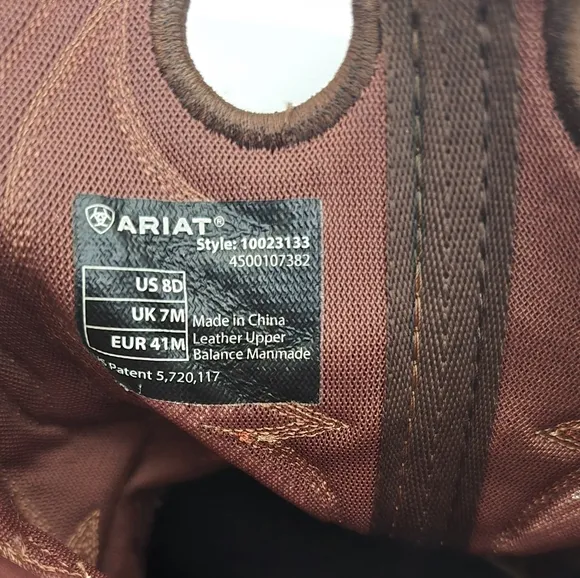 ARIAT®
Style: 10023133
4500107382
US 8D
UK 7M
EUR 41M
Made in China
Leather Upper
Balance Manmade
Patent 5,720,117